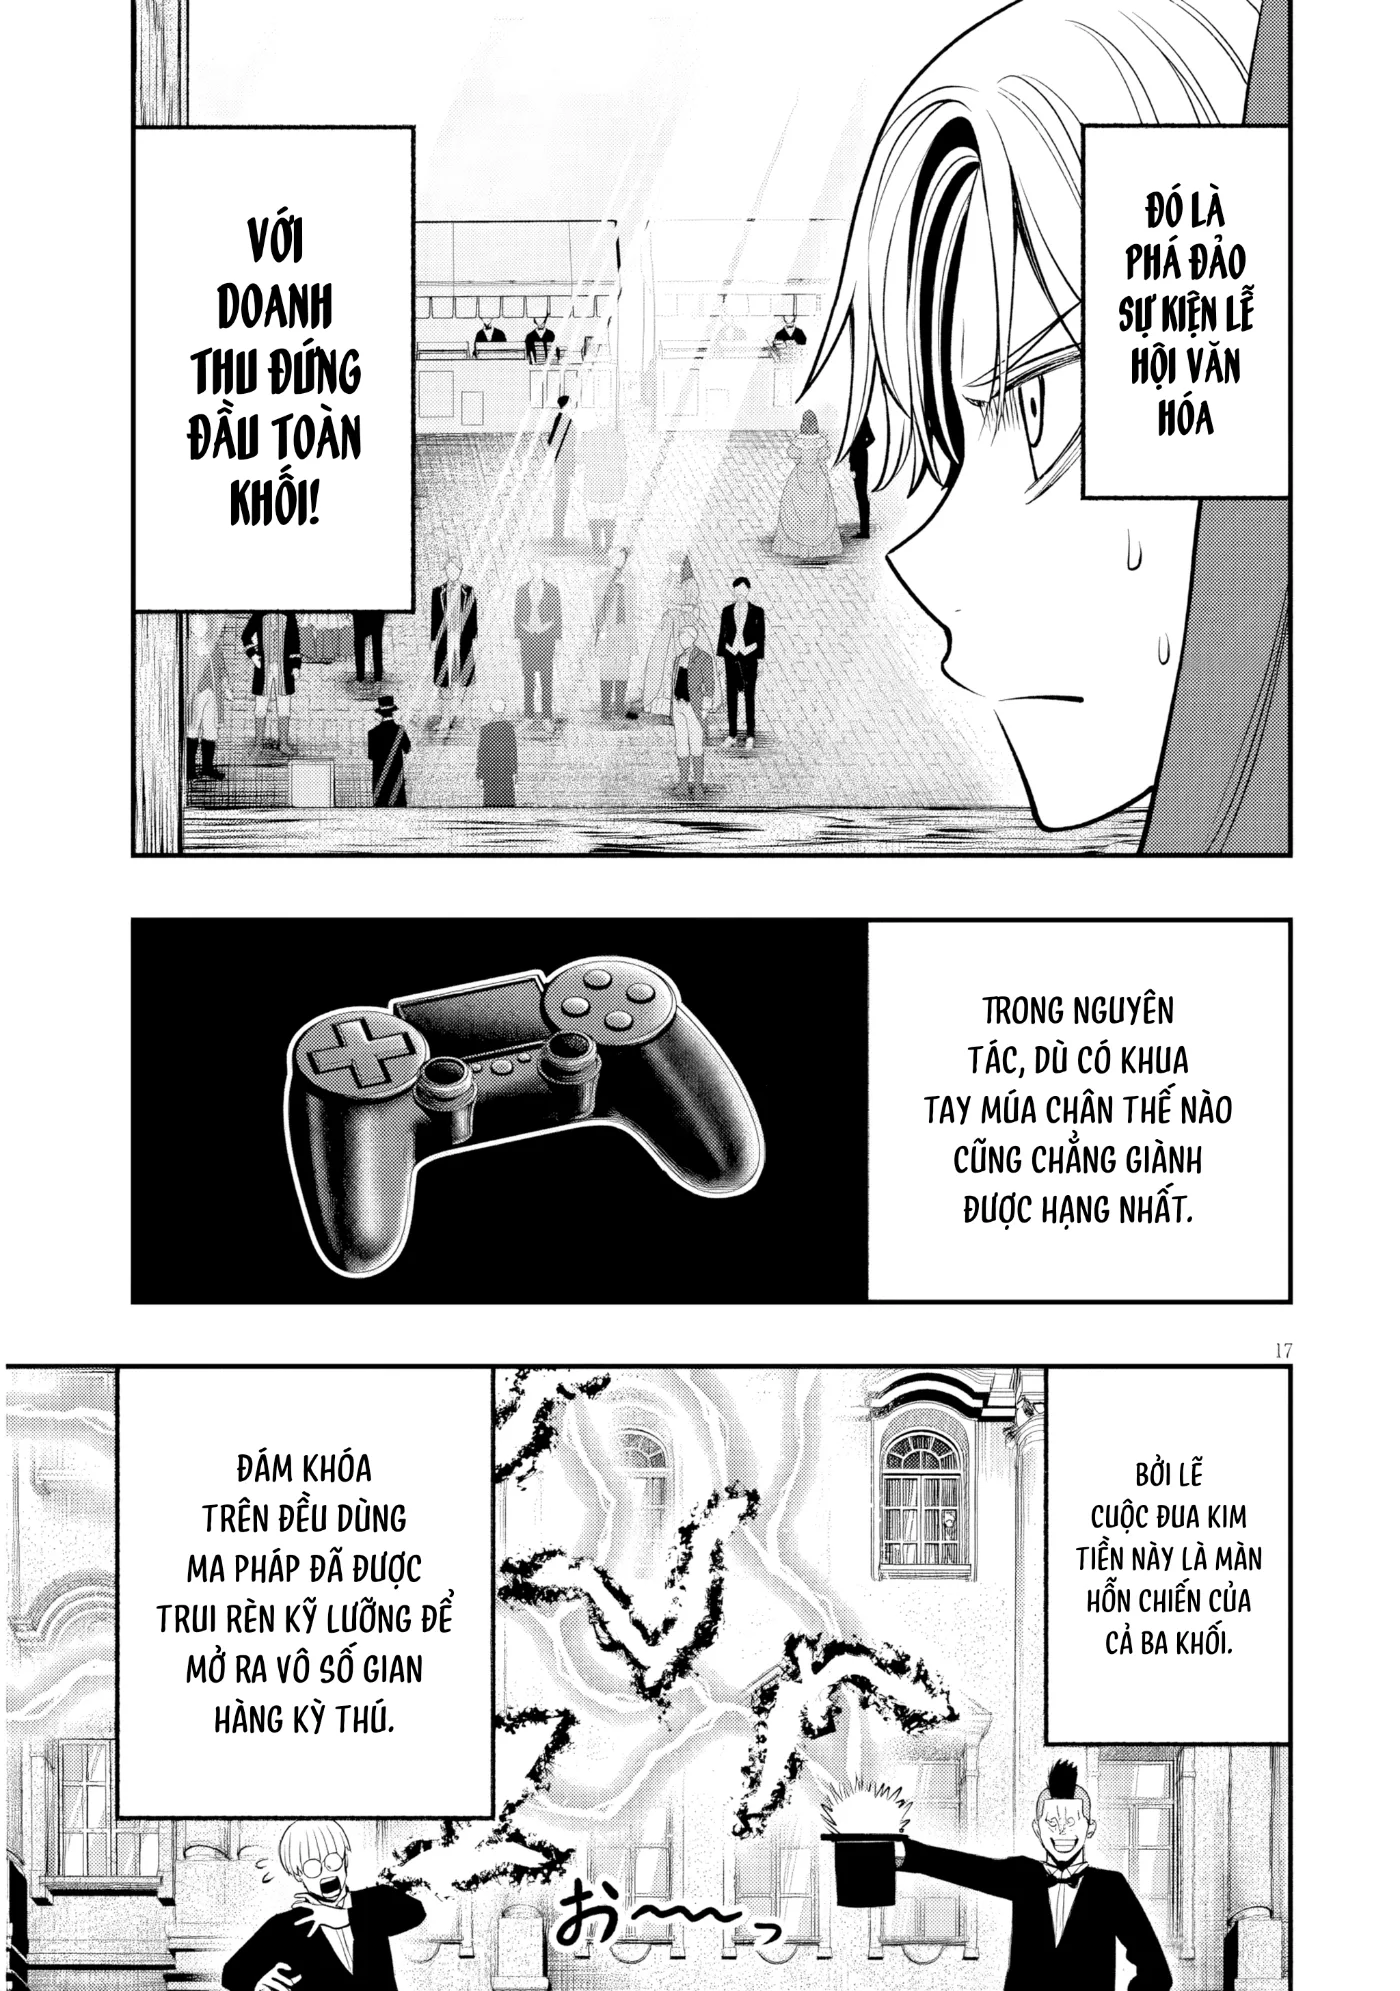 ĐÓ LÀ
PHÁ ĐẢO
SỰ KIỆN LỄ
HỘI VĂN
HÓA
VỚI
DOANH
THU ĐỨNG
ĐẦU TOÀN
KHỐI!
TRONG NGUYÊN
TÁC, DÙ CÓ KHUA
TAY MÚA CHÂN THẾ NÀO
CŨNG CHẲNG GIÀNH
ĐƯỢC HẠNG NHẤT.
17
BỞI LẼ
CUỘC ĐUA KIM
TIỀN NÀY LÀ MÀN
HỖN CHIẾN CỦA
CẢ BA KHỐI.
ĐÁM KHÓA
TRÊN ĐỀU DÙNG
MA PHÁP ĐÃ ĐƯỢC
TRUI RÈN KỸ LƯỠNG ĐỂ
MỞ RA VÔ SỐ GIAN
HÀNG KỲ THÚ.
お〜〜っ